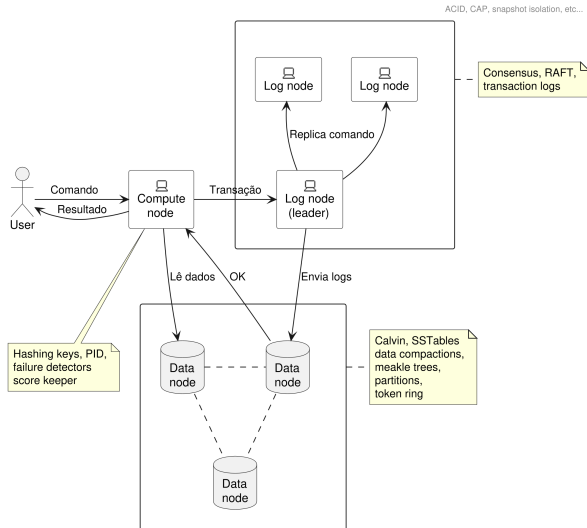 ACID, CAP, snapshot isolation, etc...
Log node
Log node
Consensus, RAFT,
transaction logs
Replica comando
User
Comando
Resultado
Compute
node
Transação
Log node
(leader)
Lê dados
OK
Envia logs
Hashing keys, PID,
failure detectors
score keeper
Data
node
Data
node
Calvin, SSTables
data compactions,
meakle trees,
partitions,
token ring
Data
node